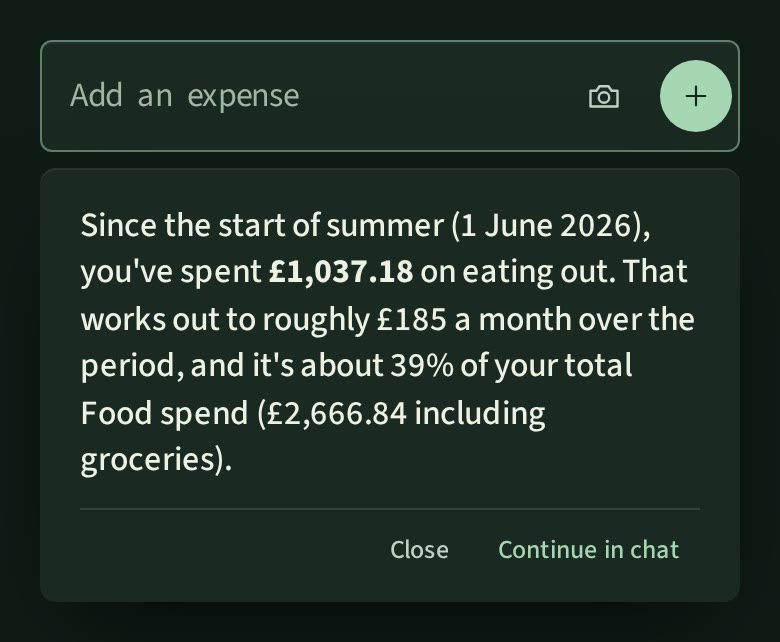 Add an expense
Since the start of summer (1 June 2026),
you've spent £1,037.18 on eating out. That
works out to roughly £185 a month over the
period, and it's about 39% of your total
Food spend (£2,666.84 including
groceries).
Close
Continue in chat